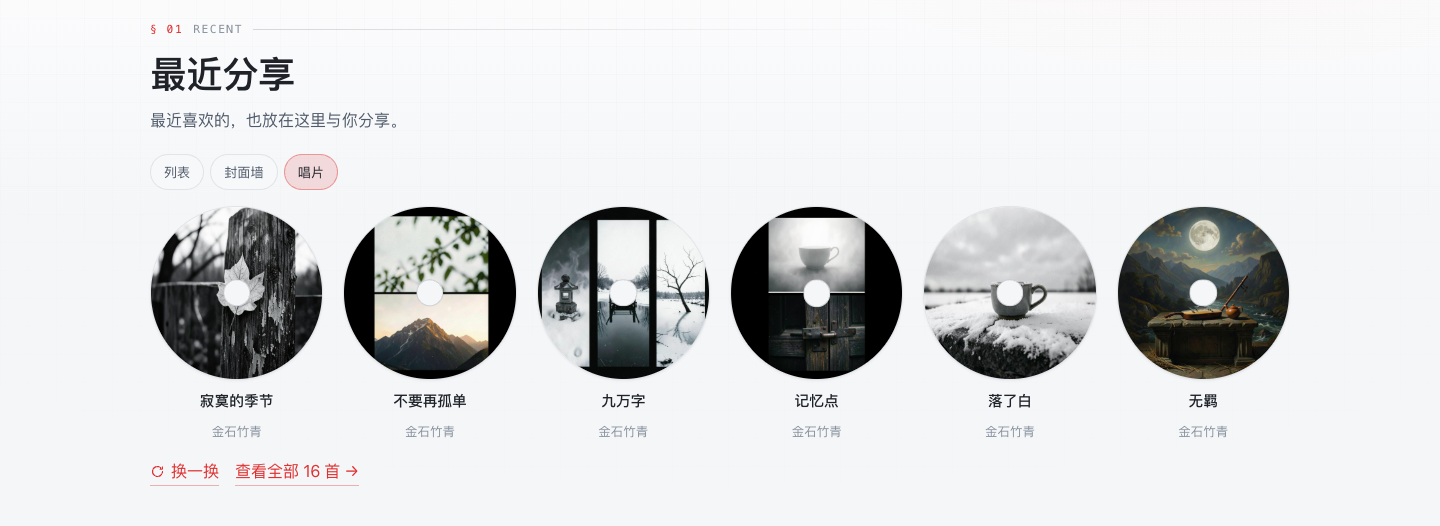 § 01 RECENT
最近分享
最近喜欢的，也放在这里与你分享。
列表 封面墙 唱片
寂寞的季节 不要再孤单 九万字 记忆点 落了白 无羁
金石竹青 金石竹青 金石竹青 金石竹青 金石竹青 金石竹青
换一换 查看全部 16 首 →